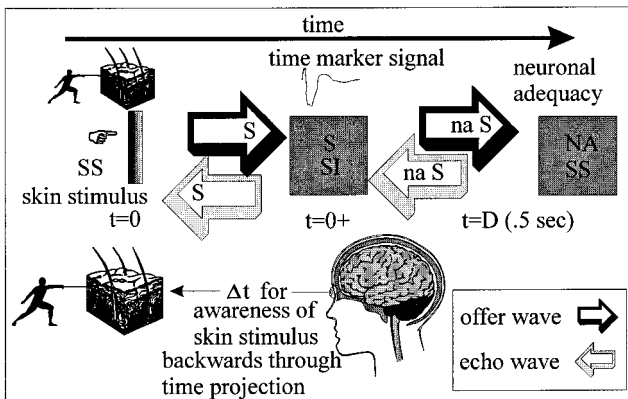 time
time marker signal
neuronal
adequacy
SS
skin stimulus
S
S
S
SI
na S
na S
NA
SS
t=0
t=0+
t=D (.5 sec)
Δt for
awareness of
skin stimulus
backwards through
time projection
offer wave
echo wave